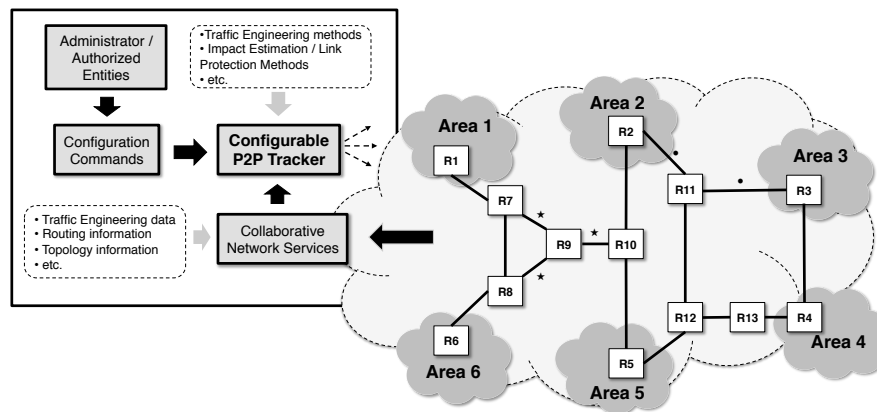 Administrator /
Authorized
Entities
•Traffic Engineering methods
• Impact Estimation / Link
Protection Methods
• etc.
Configuration
Commands
Configurable
P2P Tracker
• Traffic Engineering data
• Routing information
• Topology information
• etc.
Collaborative
Network Services
Area 1
R1
R7
R9
R8
R6
Area 6
Area 2
R2
R10
R11
Area 3
R3
R12
R13
R4
Area 4
R5
Area 5